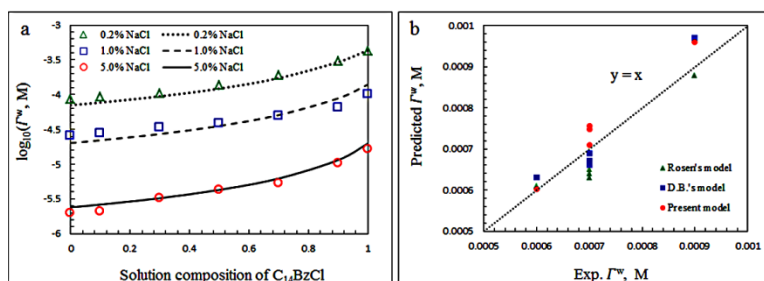 a
0.2% NaCl
0.2% NaCl
1.0% NaCl
1.0% NaCl
5.0% NaCl
5.0% NaCl
log₁₀(Γʷ, M)
-3
-3.5
-4
-4.5
-5
-5.5
-6
0 0.2 0.4 0.6 0.8 1
Solution composition of C₁₄BzCl
b
Predicted Γʷ, M
0.001
0.0009
0.0008
0.0007
0.0006
0.0005
y = x
Rosen's model
D.B.'s model
Present model
0.0005 0.0006 0.0007 0.0008 0.0009 0.001
Exp. Γʷ, M